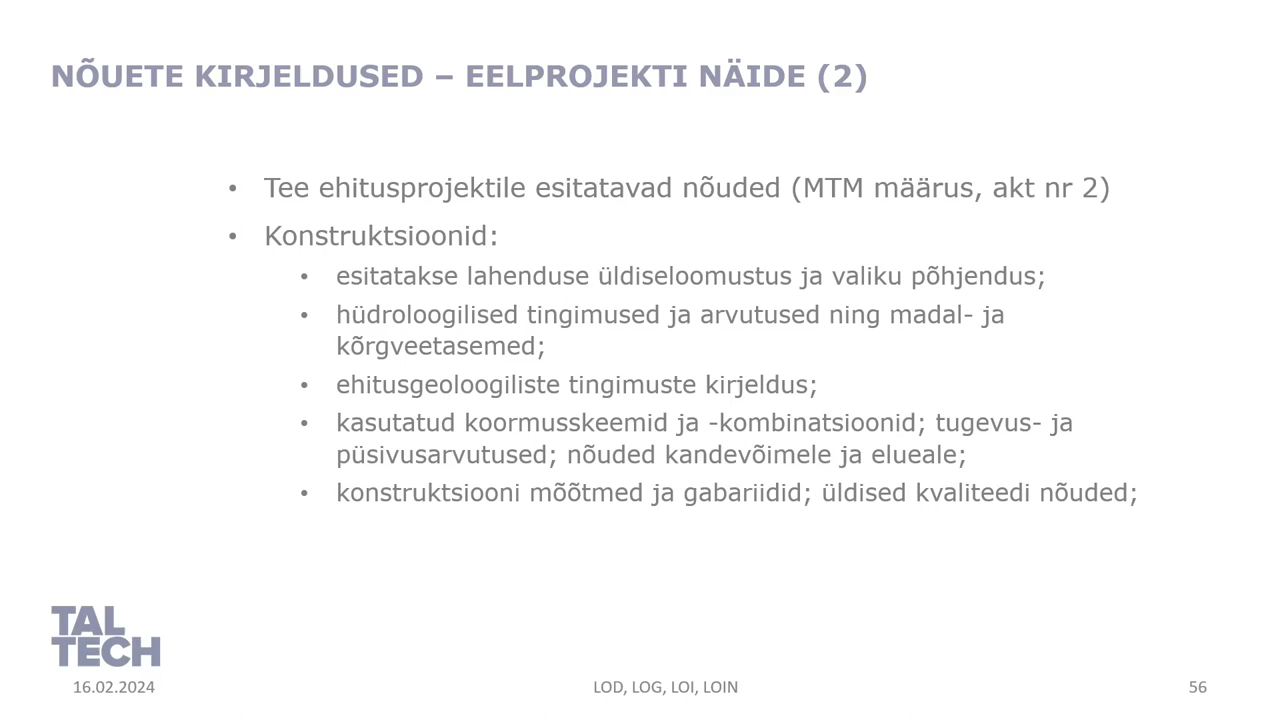 NÕUETE KIRJELDUSED – EELPROJEKTI NÄIDE (2)
• Tee ehitusprojektile esitatavad nõuded (MTM määrus, akt nr 2)
• Konstruktsioonid:
• esitatakse lahenduse üldiseloomustus ja valiku põhjendus;
• hüdroloogilised tingimused ja arvutused ning madal- ja
kõrgveetasemed;
• ehitusgeoloogiliste tingimuste kirjeldus;
• kasutatud koormusskeemid ja -kombinatsioonid; tugevus- ja
püsivusarvutused; nõuded kandevõimele ja elueale;
• konstruktsiooni mõõtmed ja gabariidid; üldised kvaliteedi nõuded;
TAL
TECH
16.02.2024
LOD, LOG, LOI, LOIN
56